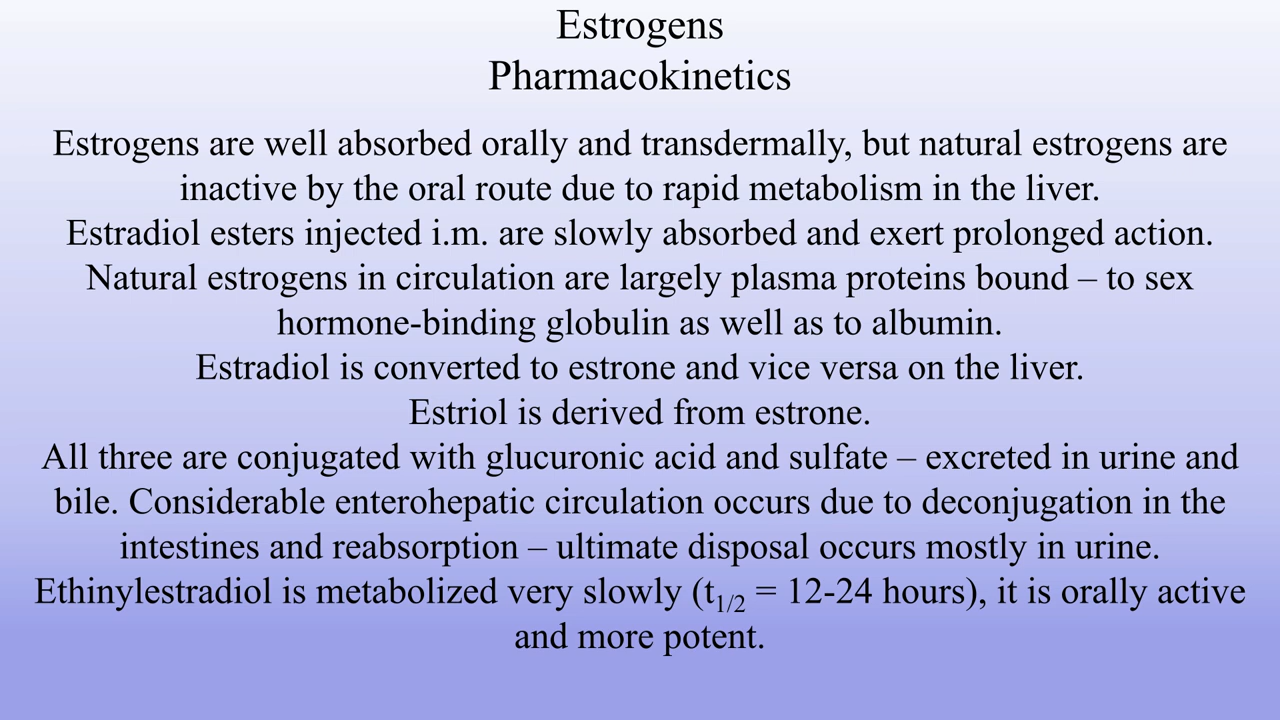 Estrogens
Pharmacokinetics
Estrogens are well absorbed orally and transdermally, but natural estrogens are
inactive by the oral route due to rapid metabolism in the liver.
Estradiol esters injected i.m. are slowly absorbed and exert prolonged action.
Natural estrogens in circulation are largely plasma proteins bound – to sex
hormone-binding globulin as well as to albumin.
Estradiol is converted to estrone and vice versa on the liver.
Estriol is derived from estrone.
All three are conjugated with glucuronic acid and sulfate – excreted in urine and
bile. Considerable enterohepatic circulation occurs due to deconjugation in the
intestines and reabsorption – ultimate disposal occurs mostly in urine.
Ethinylestradiol is metabolized very slowly (t1/2 = 12-24 hours), it is orally active
and more potent.